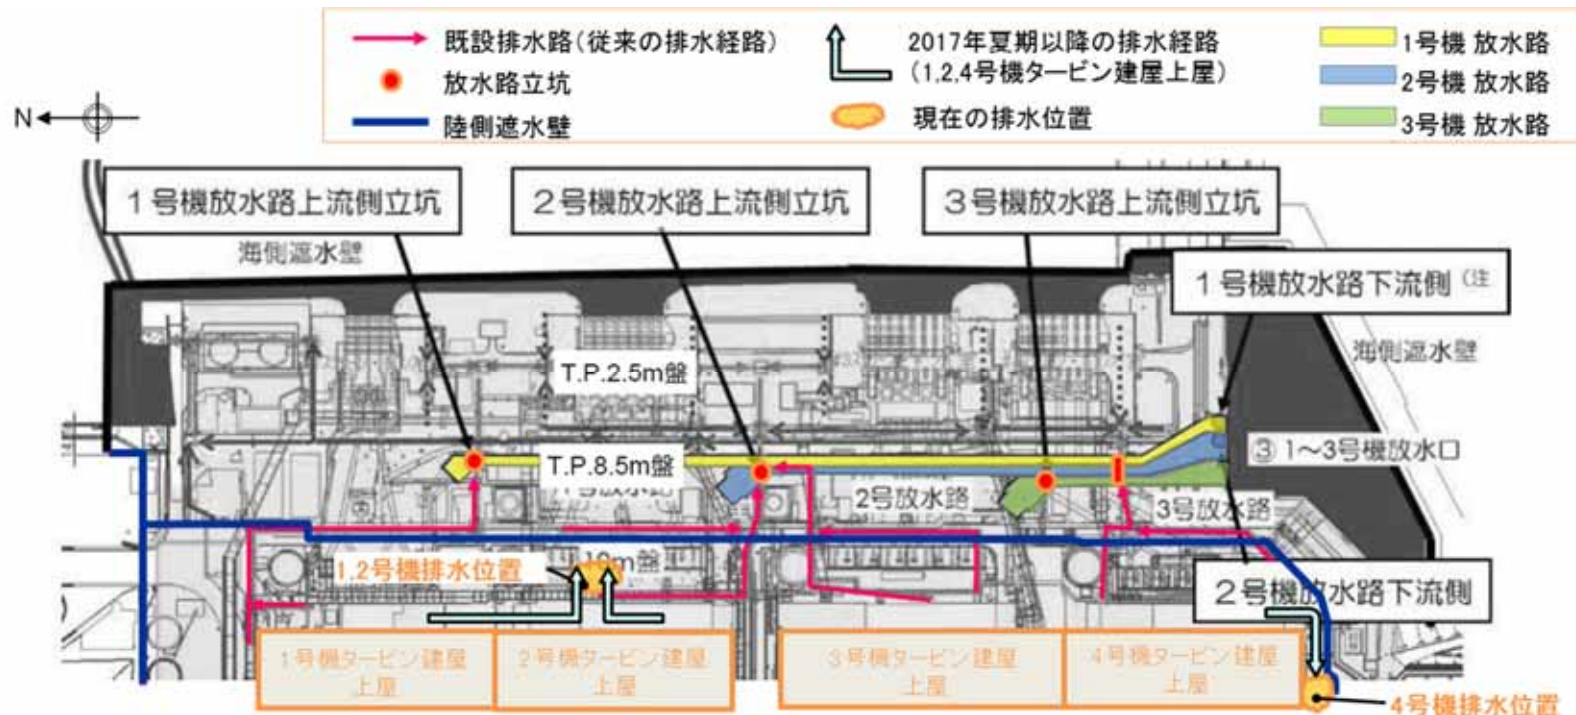 既設排水路(従来の排水経路)
放水路立坑
陸側遮水壁
2017年夏期以降の排水経路
(1,2,4号機タービン建屋上屋)
現在の排水位置
1号機 放水路
2号機 放水路
3号機 放水路
N
1号機放水路上流側立坑
2号機放水路上流側立坑
3号機放水路上流側立坑
海側遮水壁
1号機放水路下流側 (注
海側遮水壁
T.P.2.5m盤
T.P.8.5m盤
③ 1~3号機放水口
号放水路
2号放水路
3号放水路
1,2号機排水位置
m盤
2号機放水路下流側
1号機タービン建屋
上屋
2号機タービン建屋
上屋
3号機タービン建屋
上屋
4号機タービン建屋
上屋
4号機排水位置